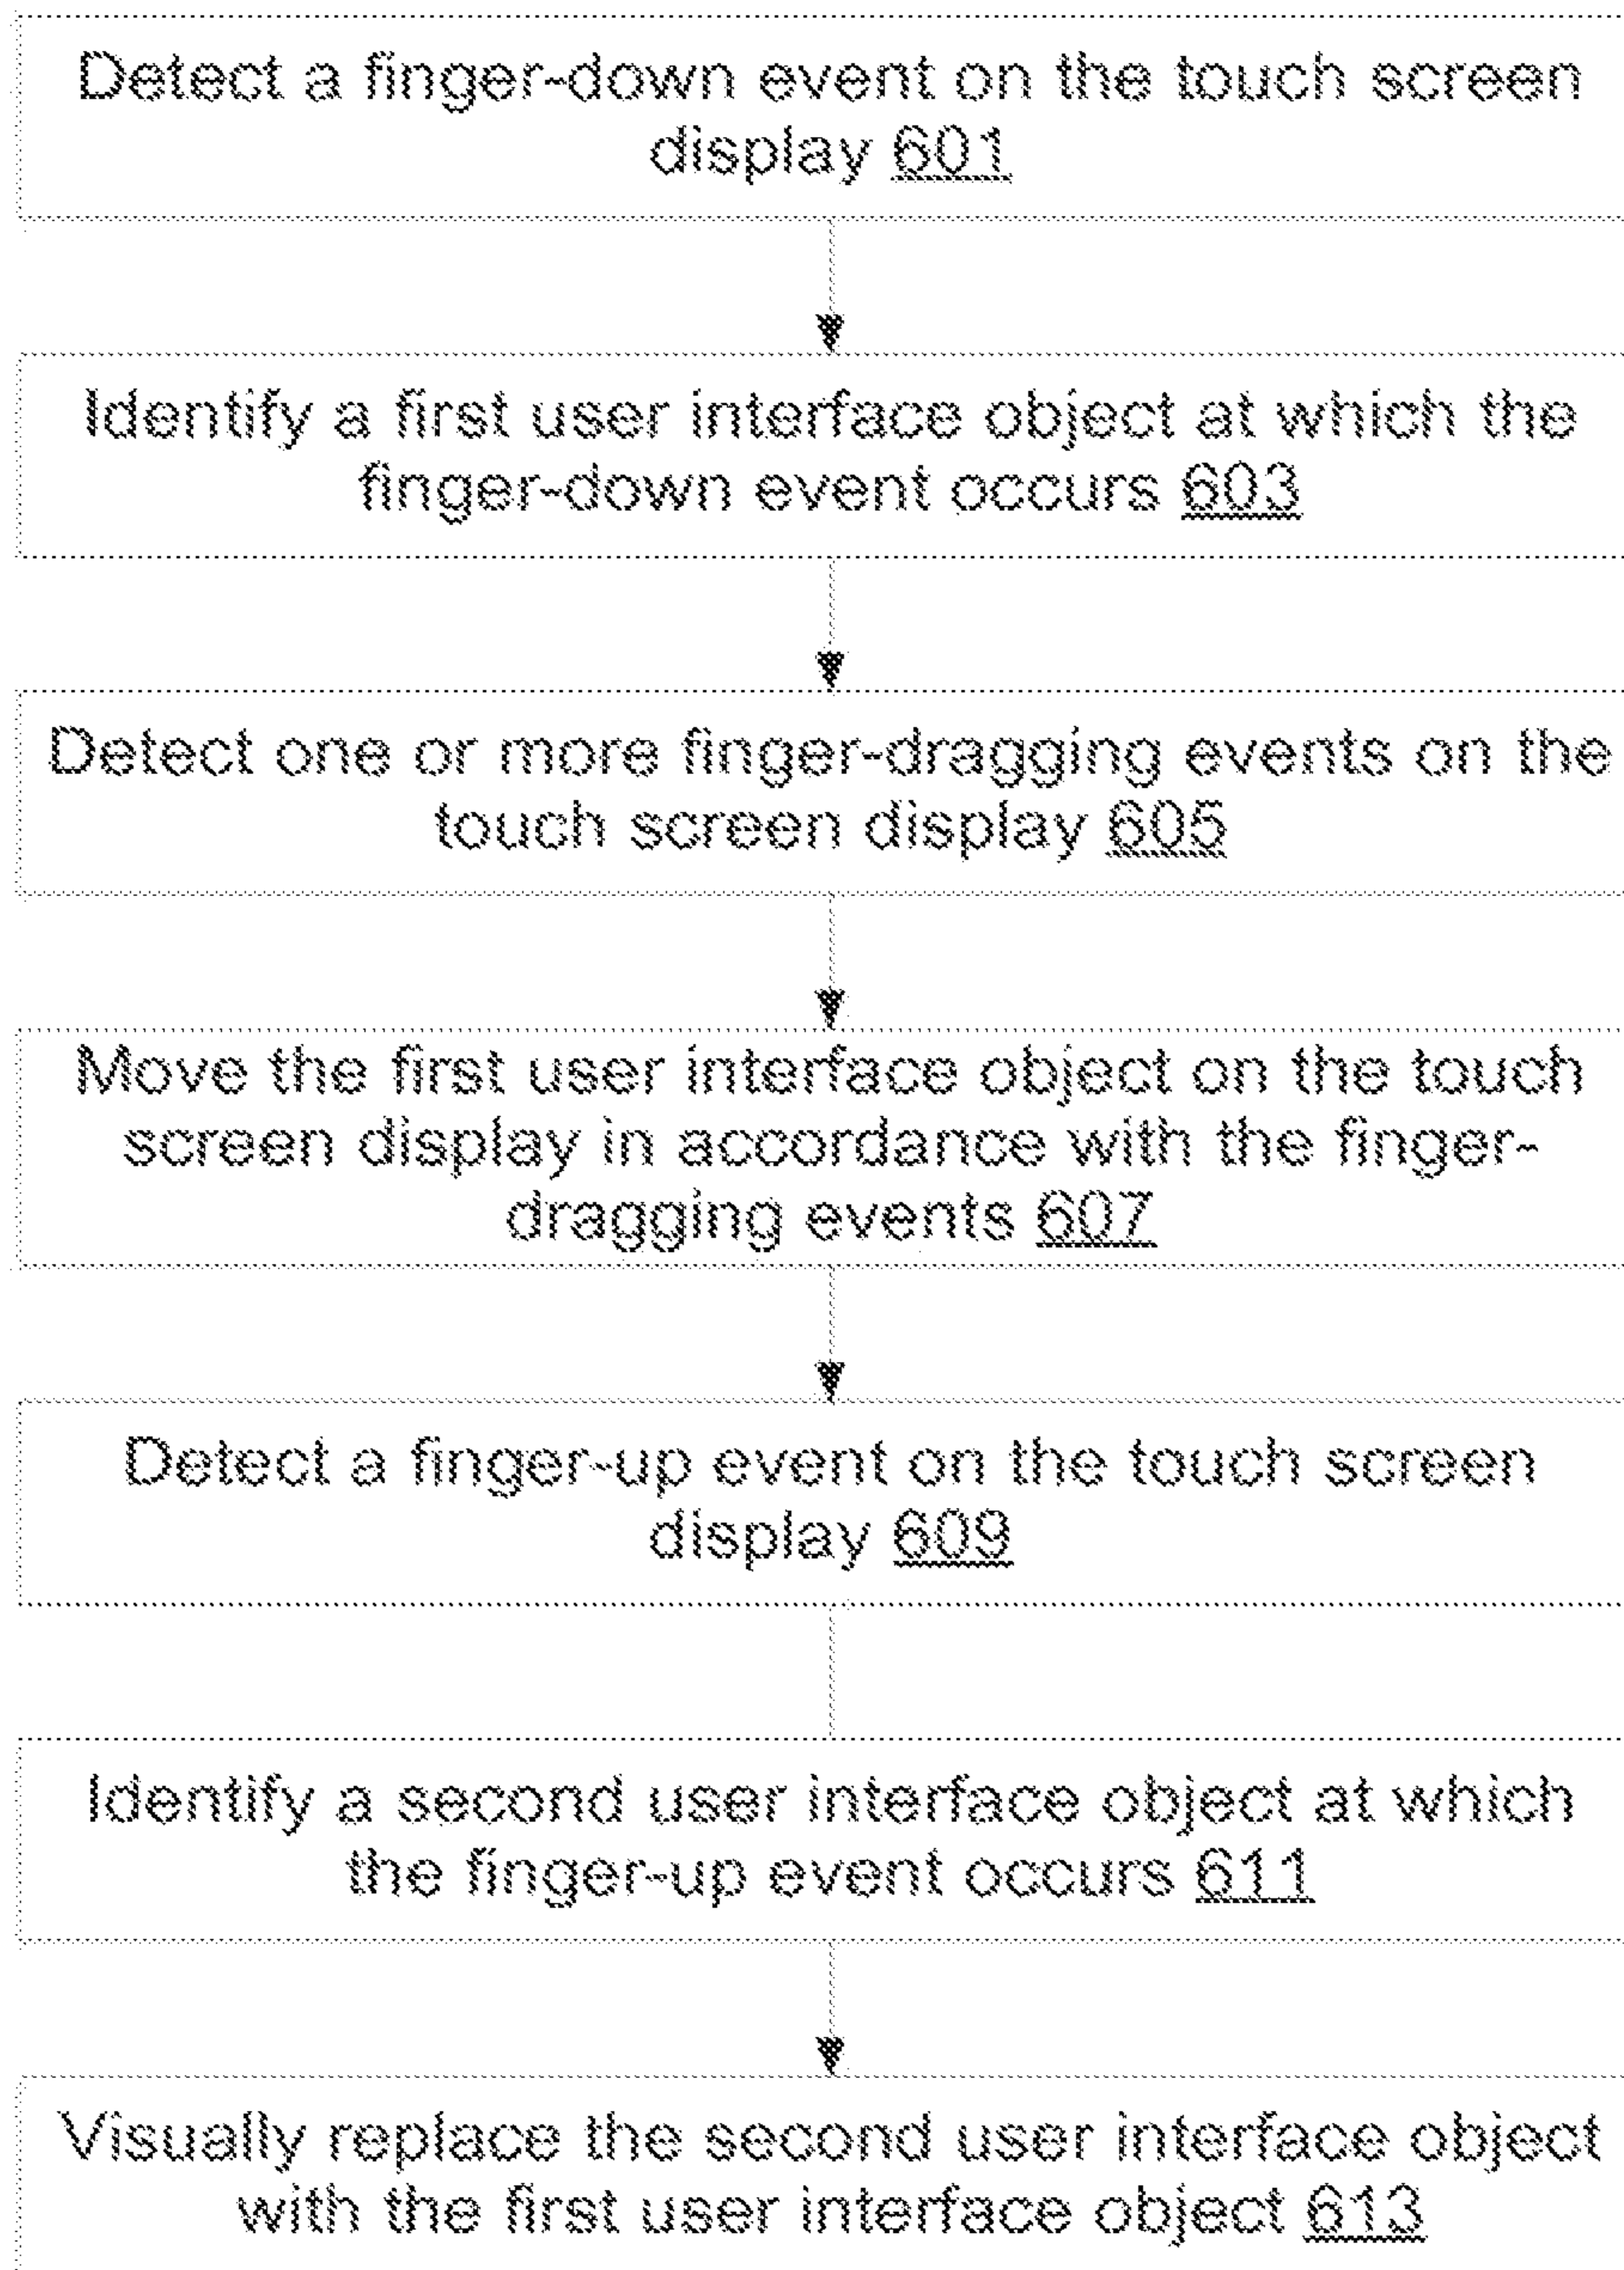 Detect a finger-down event on the touch screen
display 601
Identify a first user interface object at which the
finger-down event occurs 603
Detect one or more finger-dragging events on the
touch screen display 605
Move the first user interface object on the touch
screen display in accordance with the finger-
dragging events 607
Detect a finger-up event on the touch screen
display 609
Identify a second user interface object at which
the finger-up event occurs 611
Visually replace the second user interface object
with the first user interface object 613